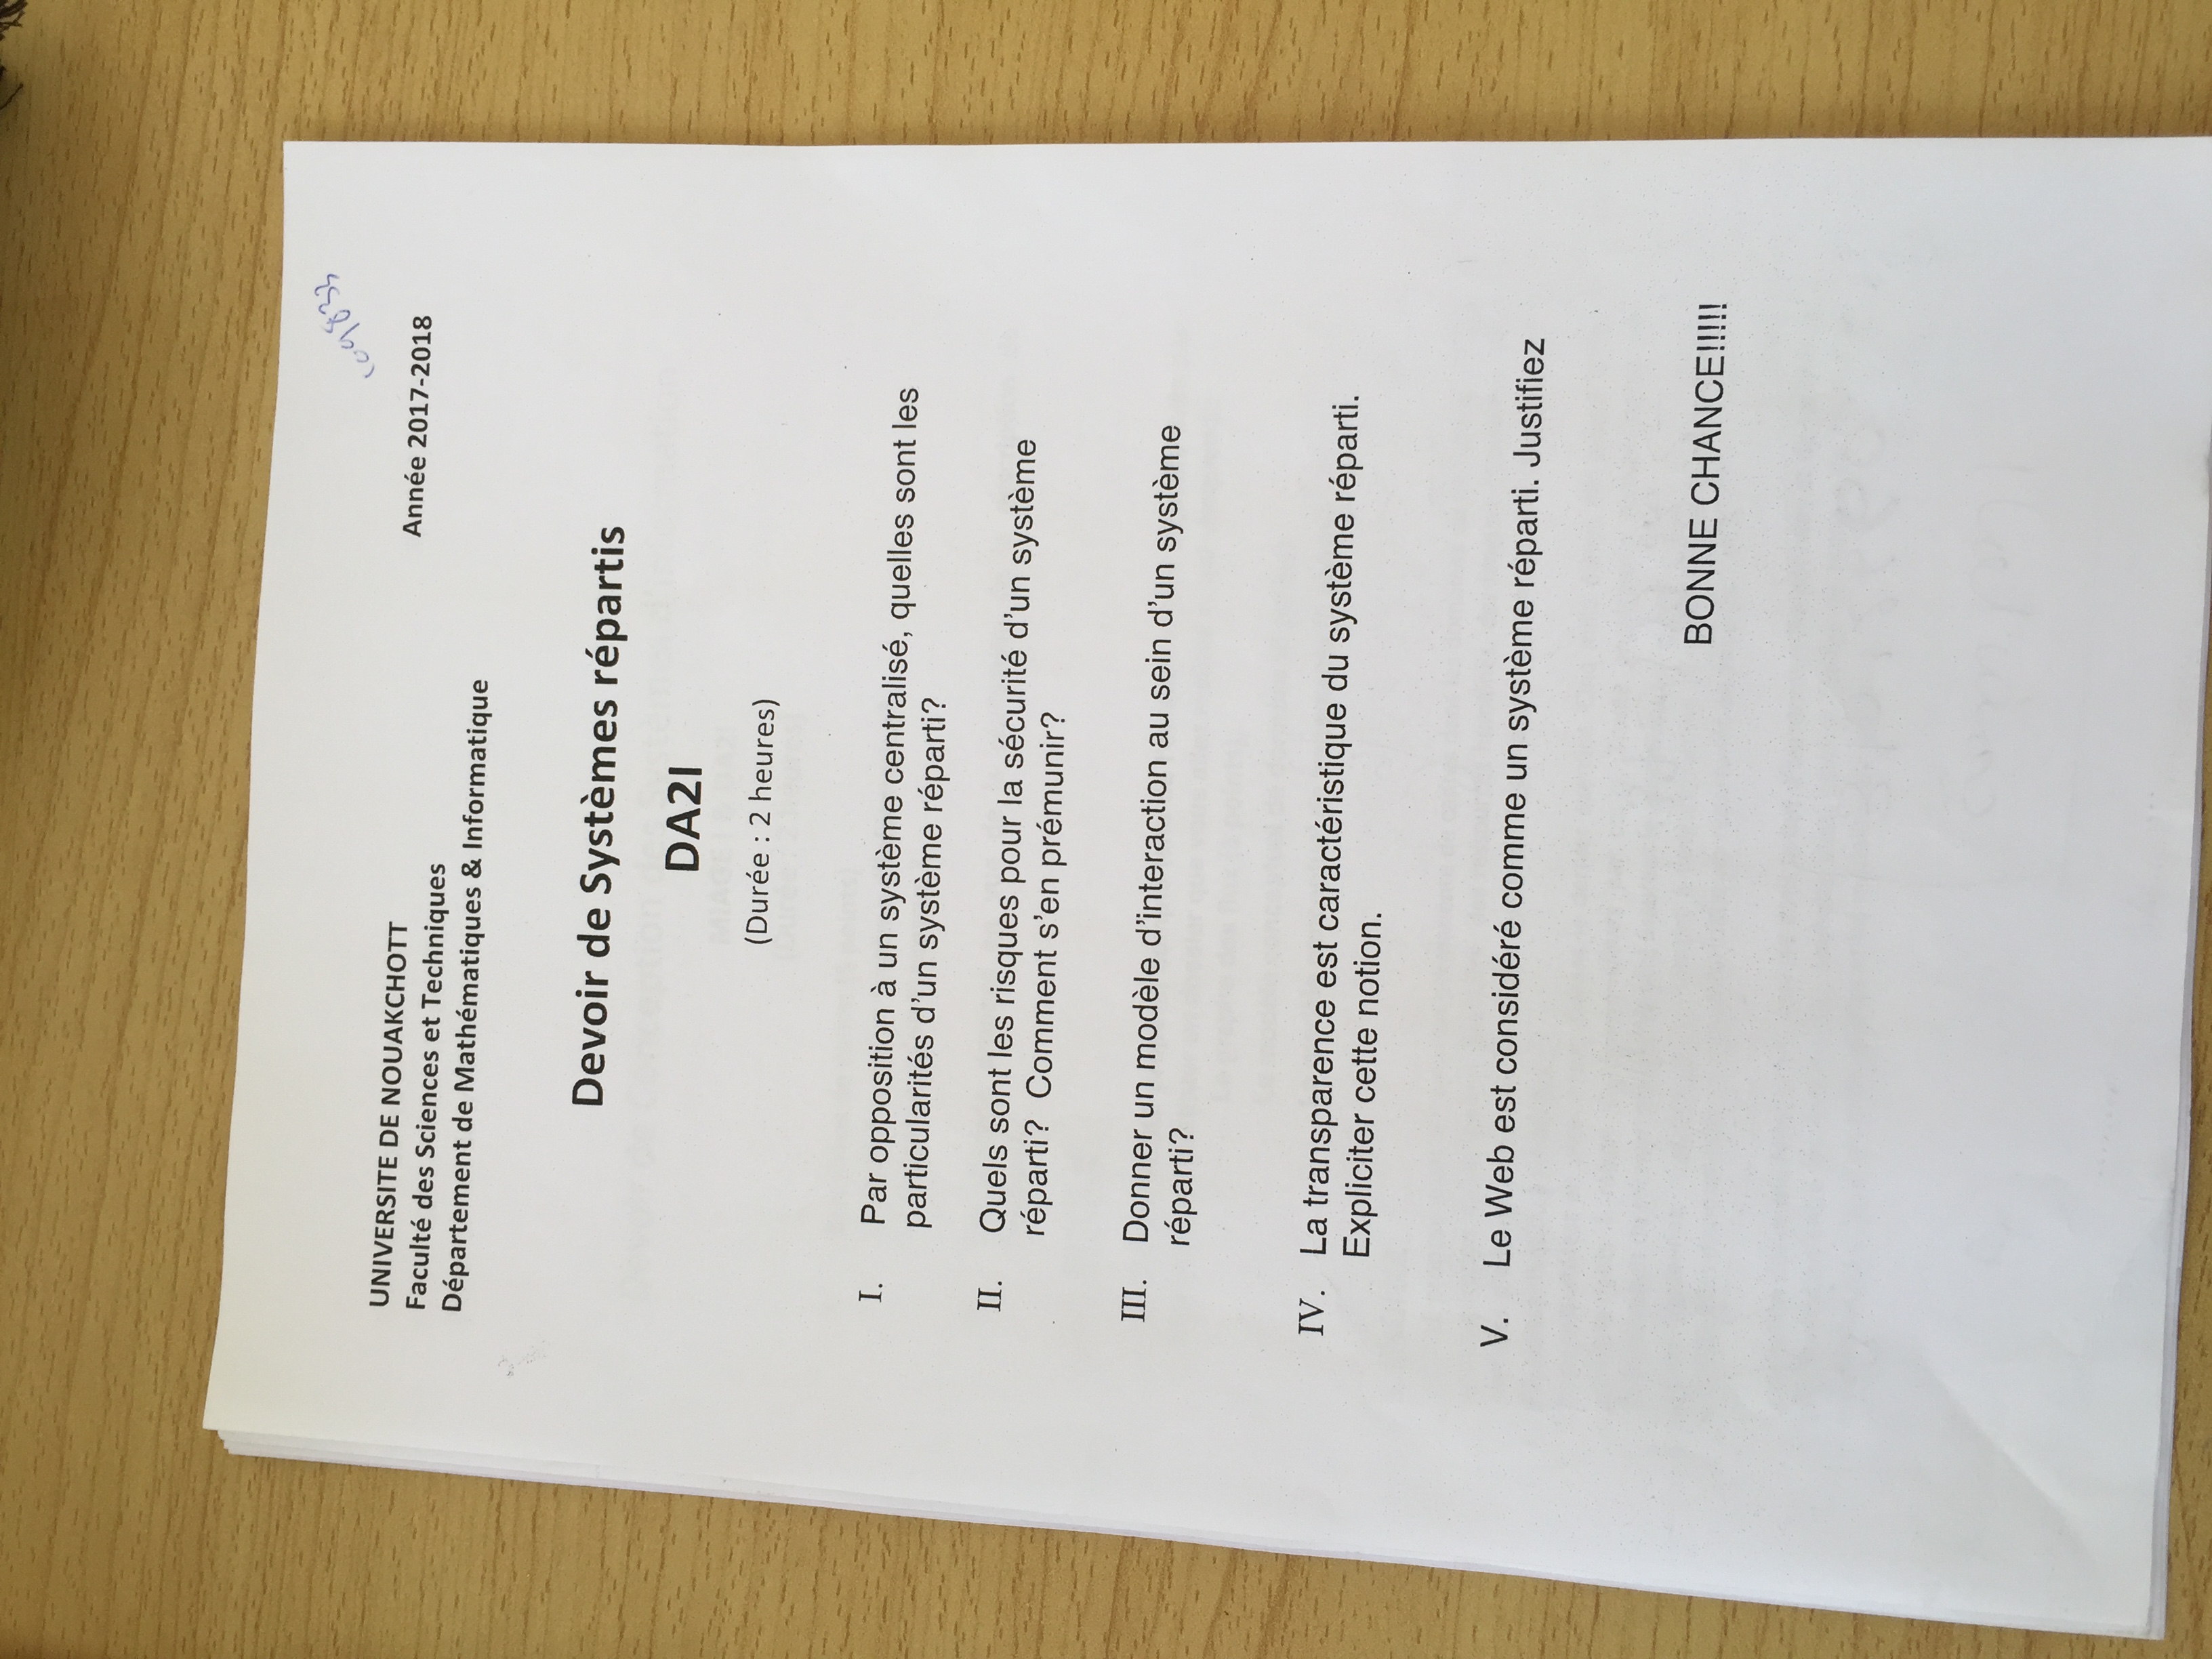 109833
UNIVERSITE DE NOUAKCHOTT
Année 2017-2018
Faculté des Sciences et Techniques
Département de Mathématiques & Informatique
Devoir de Systèmes répartis
DA2I
(Durée : 2 heures)
I. Par opposition à un système centralisé, quelles sont les
particularités d'un système réparti?
II. Quels sont les risques pour la sécurité d'un système
réparti? Comment s'en prémunir?
III. Donner un modèle d'interaction au sein d'un système
réparti?
IV. La transparence est caractéristique du système réparti.
Expliciter cette notion.
V. Le Web est considéré comme un système réparti. Justifiez
BONNE CHANCE!!!!!